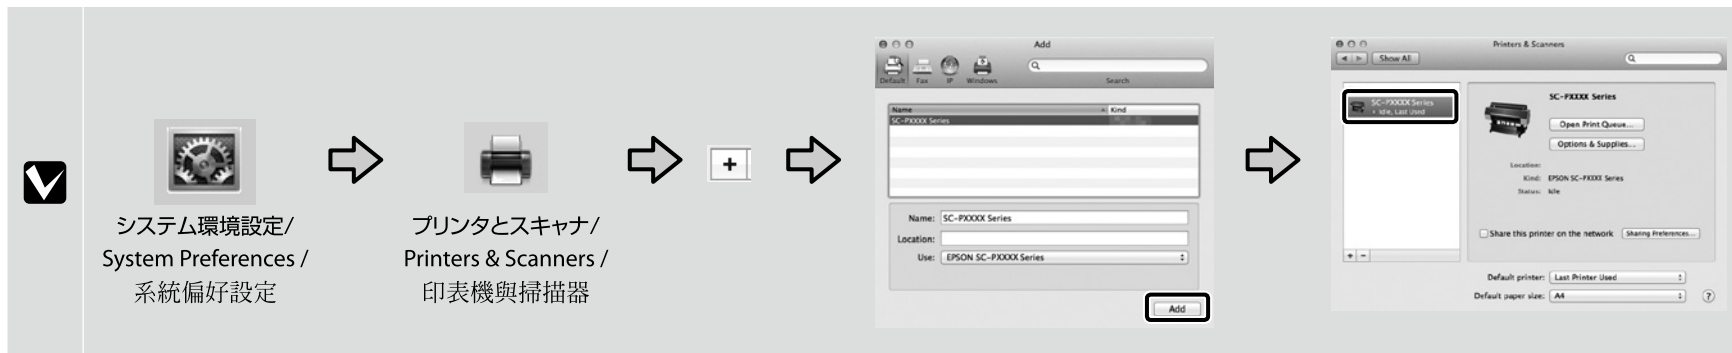 システム環境設定/
System Preferences /
系統偏好設定
プリンタとスキャナ/
Printers & Scanners /
印表機與掃描器
+
Add
Default Fax IP Windows
Search
Name Kind
SC-PXXXX Series
Name: SC-PXXXX Series
Location:
Use: EPSON SC-PXXXX Series
Add
Printers & Scanners
Show All
SC-PXXXX Series
• Idle, Last Used
SC-PXXXX Series
Open Print Queue...
Options & Supplies...
Location:
Kind: EPSON SC-PXXXX Series
Status: Idle
Share this printer on the network Sharing Preferences...
+ −
Default printer: Last Printer Used
Default paper size: A4 ?